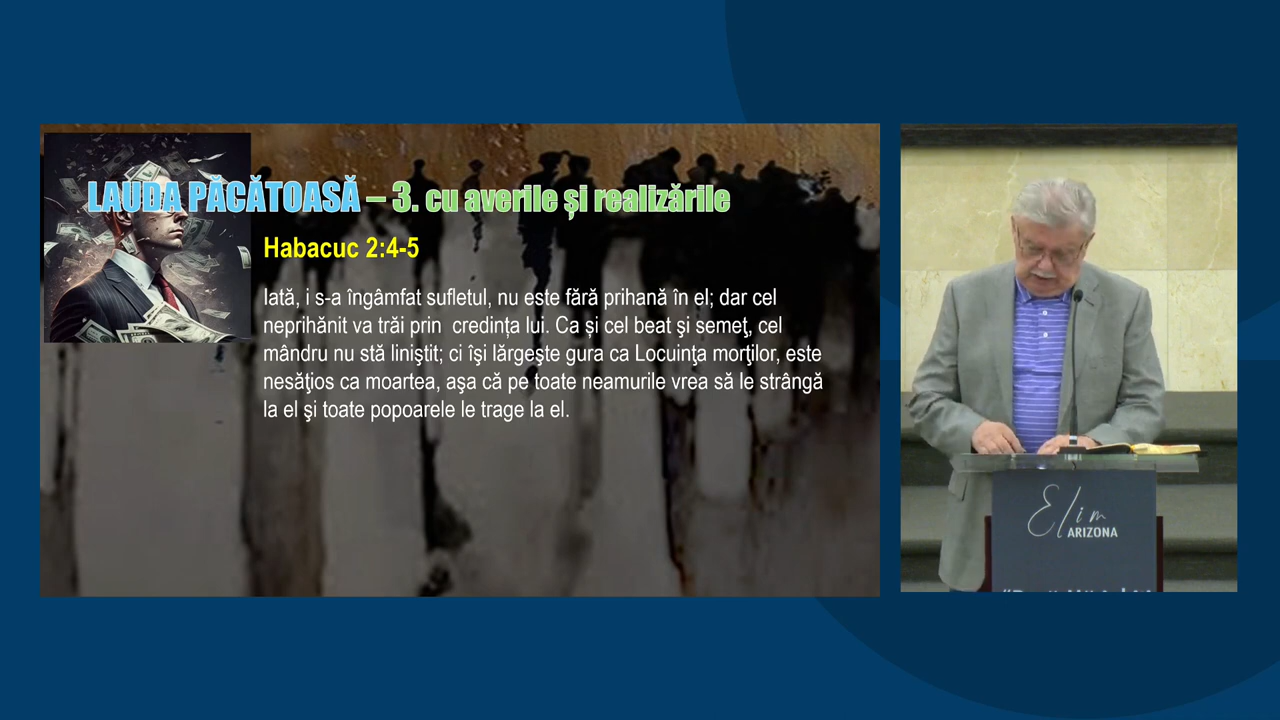 LAUDA PĂCĂTOASĂ – 3. cu averile și realizările
Habacuc 2:4-5
Iată, i s-a îngâmfat sufletul, nu este fără prihană în el; dar cel
neprihănit va trăi prin  credința lui. Ca și cel beat şi semeţ, cel
mândru nu stă liniştit; ci îşi lărgeşte gura ca Locuinţa morţilor, este
nesăţios ca moartea, aşa că pe toate neamurile vrea să le strângă
la el şi toate popoarele le trage la el.
Elim
ARIZONA